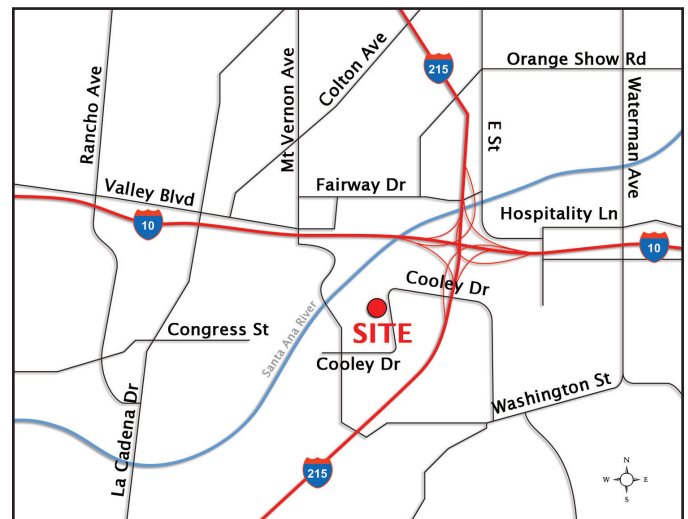 215
Orange Show Rd
Rancho Ave
Mt Vernon Ave
Colton Ave
E St
Waterman Ave
Valley Blvd
Fairway Dr
10
Hospitality Ln
10
Cooley Dr
Santa Ana River
SITE
Congress St
Cooley Dr
La Cadena Dr
Washington St
215
N
W E
S